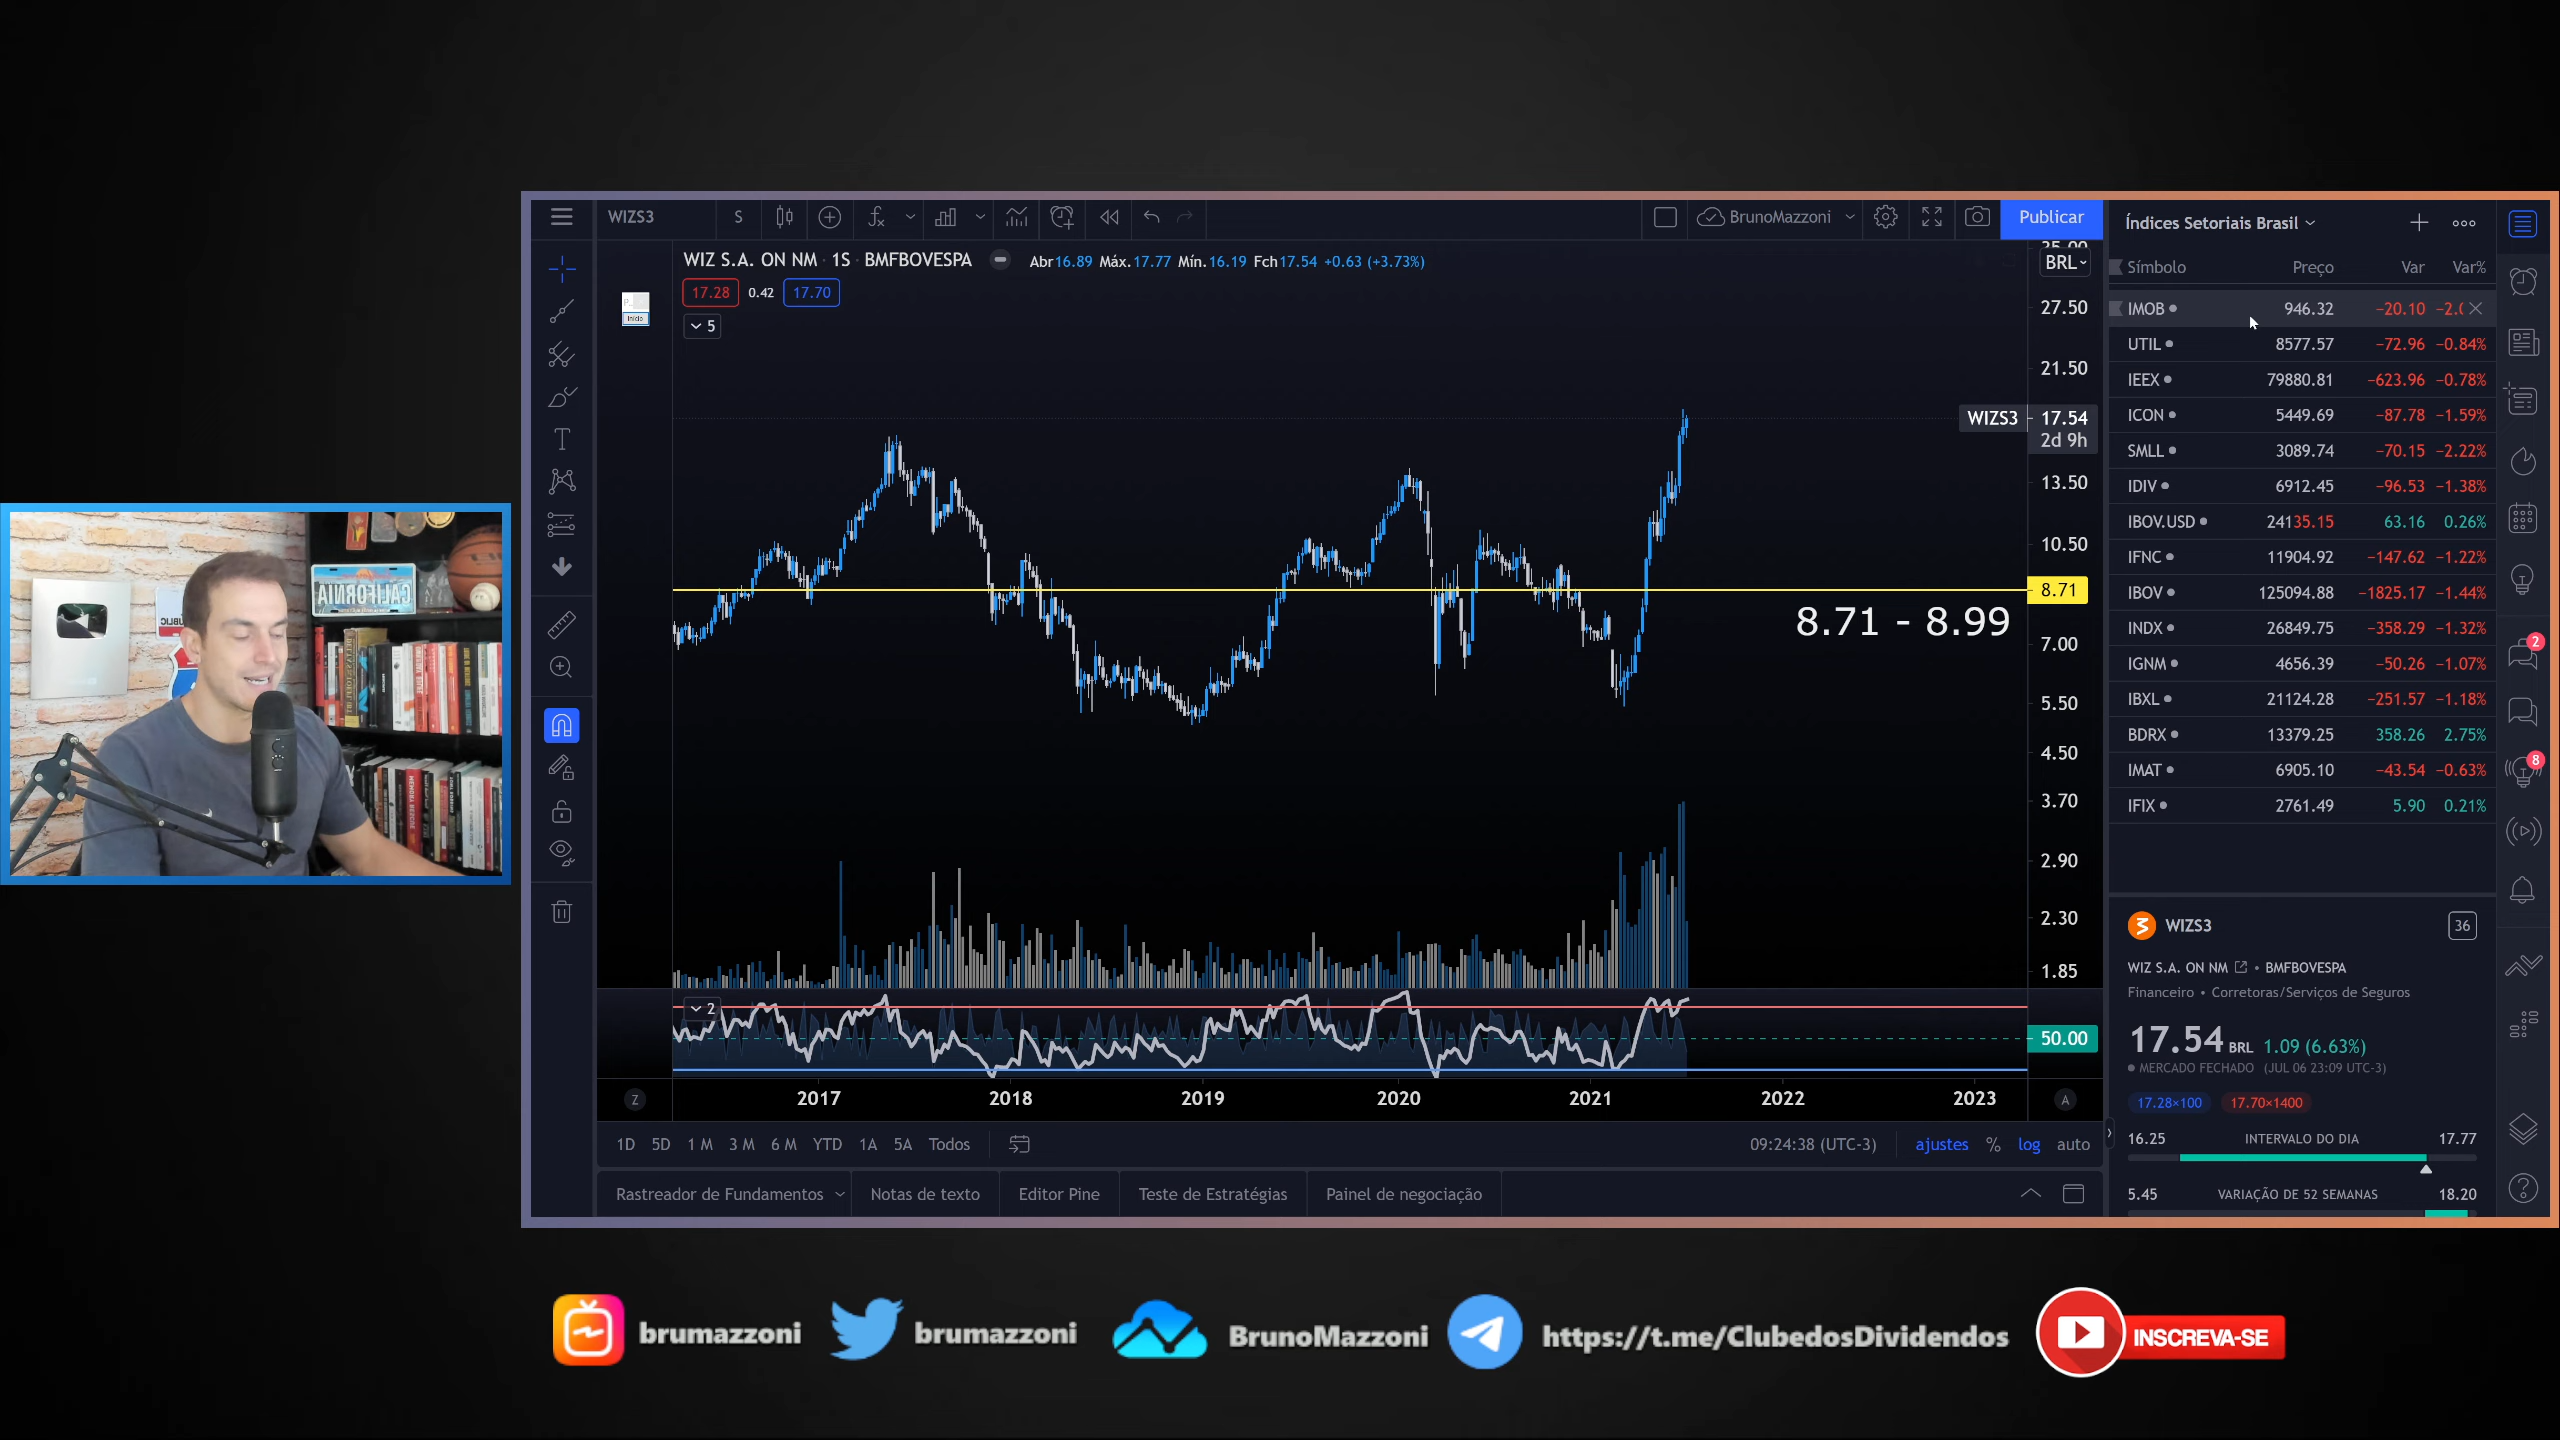 WIZS3 S BrunoMazzoni Publicar
WIZ S.A. ON NM · 1S · BMFBOVESPA Abr16.89 Máx.17.77 Mín.16.19 Fch17.54 +0.63 (+3.73%)
17.28 0.42 17.70
5
Início
25.00
BRL
27.50
21.50
WIZS3 17.54
2d 9h
13.50
10.50
8.71
8.71 - 8.99
7.00
5.50
4.50
3.70
2.90
2.30
1.85
2
50.00
Z 2017 2018 2019 2020 2021 2022 2023 A
1D 5D 1 M 3 M 6 M YTD 1A 5A Todos 09:24:38 (UTC-3) ajustes % log auto
Rastreador de Fundamentos Notas de texto Editor Pine Teste de Estratégias Painel de negociação
Índices Setoriais Brasil
Símbolo Preço Var Var%
IMOB 946.32 −20.10 −2.0
UTIL 8577.57 −72.96 −0.84%
IEEX 79880.81 −623.96 −0.78%
ICON 5449.69 −87.78 −1.59%
SMLL 3089.74 −70.15 −2.22%
IDIV 6912.45 −96.53 −1.38%
IBOV.USD 24135.15 63.16 0.26%
IFNC 11904.92 −147.62 −1.22%
IBOV 125094.88 −1825.17 −1.44%
INDX 26849.75 −358.29 −1.32%
IGNM 4656.39 −50.26 −1.07%
IBXL 21124.28 −251.57 −1.18%
BDRX 13379.25 358.26 2.75%
IMAT 6905.10 −43.54 −0.63%
IFIX 2761.49 5.90 0.21%
2
8
WIZS3 36
WIZ S.A. ON NM • BMFBOVESPA
Financeiro • Corretoras/Serviços de Seguros
17.54 BRL 1.09 (6.63%)
MERCADO FECHADO (JUL 06 23:09 UTC-3)
17.28×100 17.70×1400
16.25 INTERVALO DO DIA 17.77
5.45 VARIAÇÃO DE 52 SEMANAS 18.20
CALIFORNIA
brumazzoni brumazzoni BrunoMazzoni https://t.me/ClubedosDividendos INSCREVA-SE